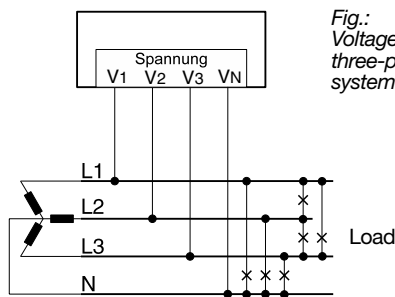 Fig.:
Voltage
three-p
system
Spannung
V1 V2 V3 VN
L1
L2
L3
Load
N